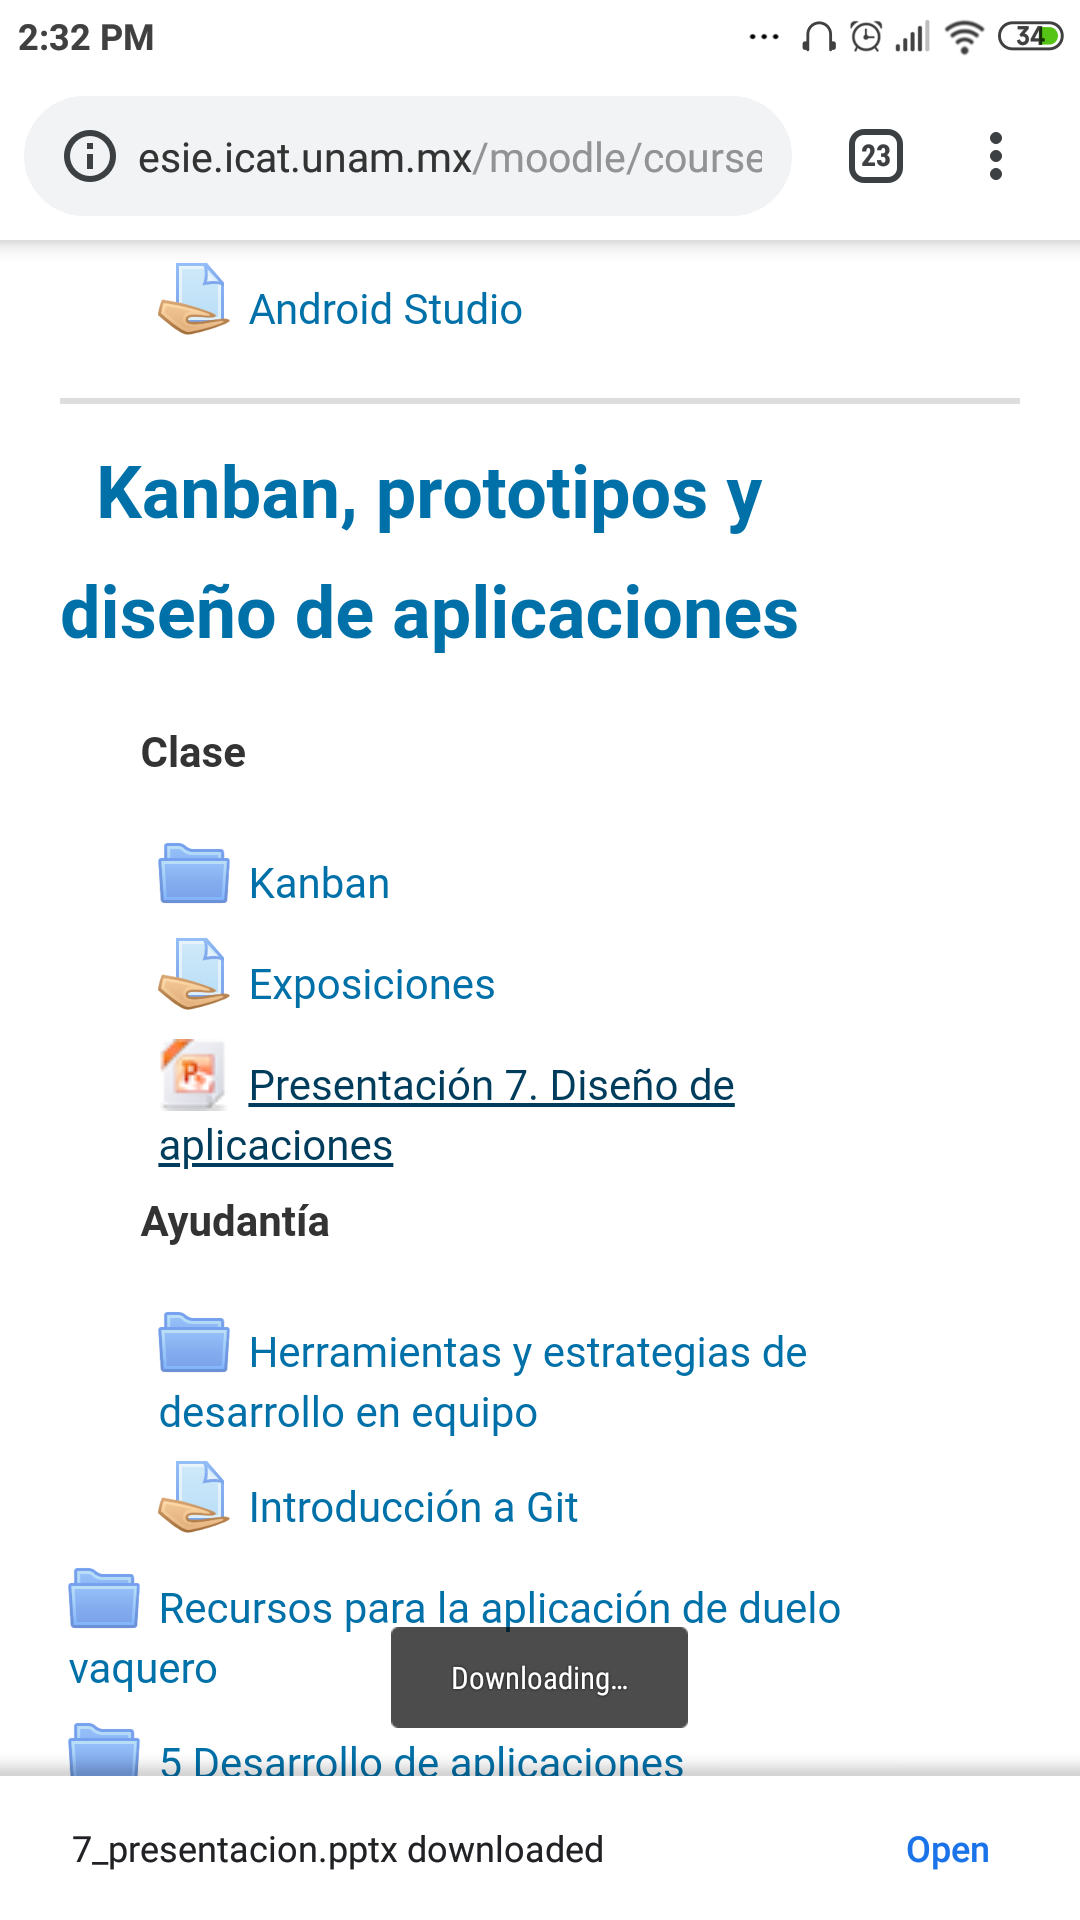 2:32 PM
34
esie.icat.unam.mx/moodle/course
23
Android Studio
Kanban, prototipos y
diseño de aplicaciones
Clase
Kanban
Exposiciones
Presentación 7. Diseño de
aplicaciones
Ayudantía
Herramientas y estrategias de
desarrollo en equipo
Introducción a Git
Recursos para la aplicación de duelo
vaquero
Downloading...
5 Desarrollo de aplicaciones
7_presentacion.pptx downloaded
Open